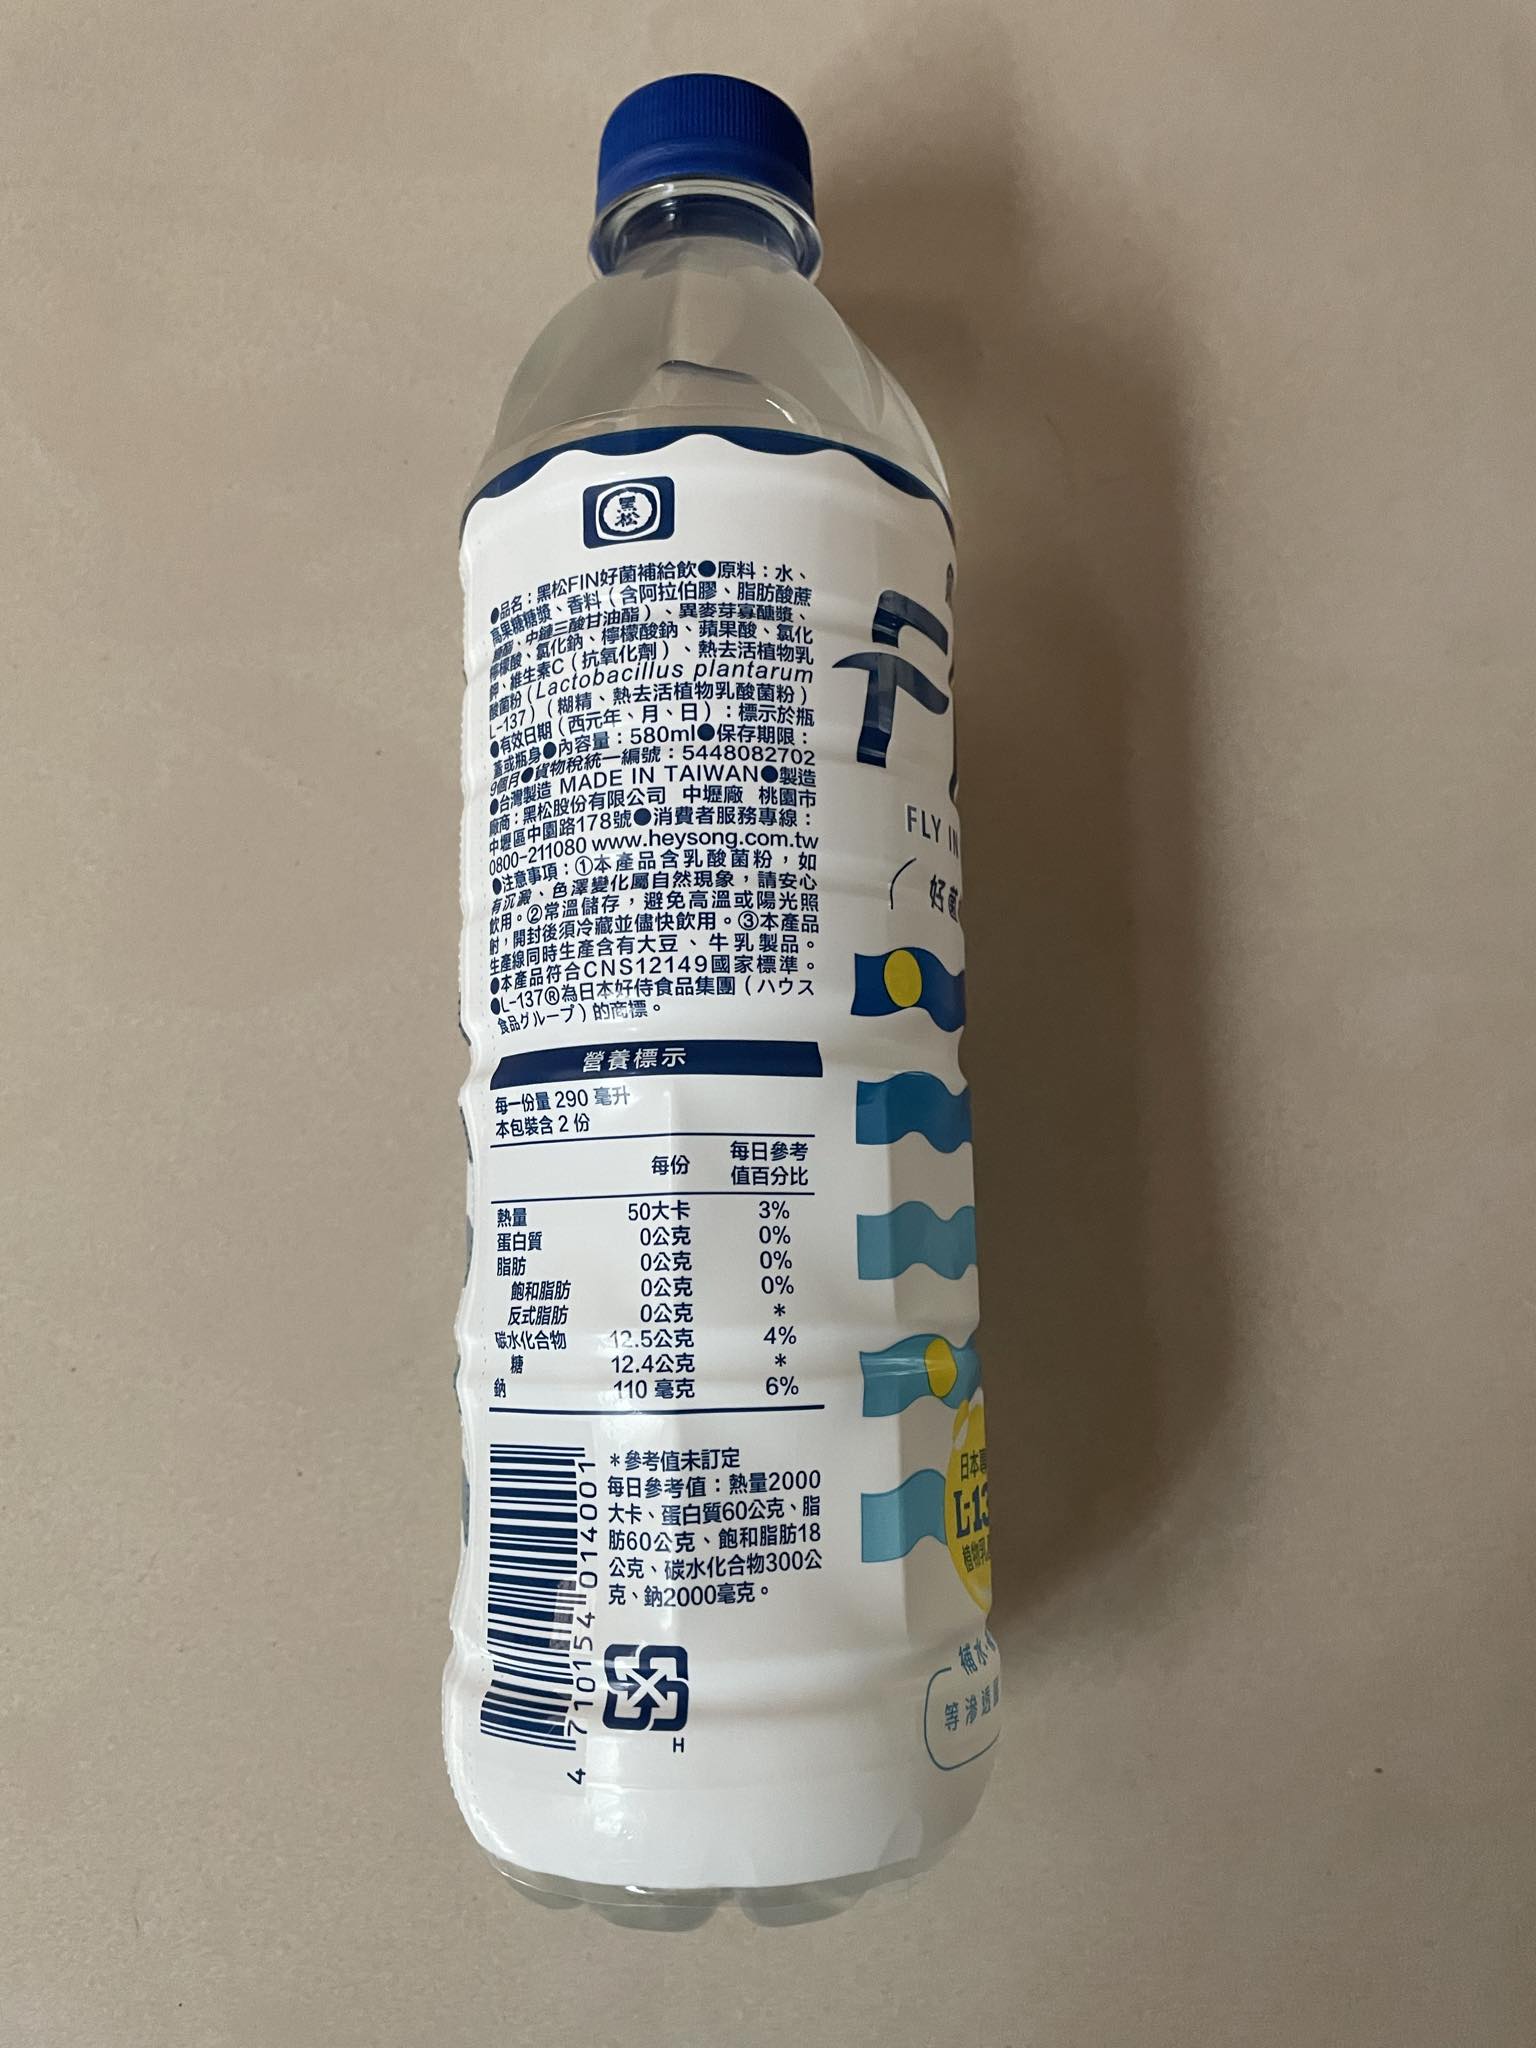 黑松
●品名：黑松FIN好菌補給飲●原料：水、
高果糖糖漿、香料（含阿拉伯膠、脂肪酸蔗
糖酯、中鏈三酸甘油酯）、異麥芽寡醣漿、
檸檬酸、氯化鈉、檸檬酸鈉、蘋果酸、氯化
鉀、維生素C（抗氧化劑）、熱去活植物乳
酸菌粉（Lactobacillus plantarum
L-137）（糊精、熱去活植物乳酸菌粉）
●有效日期（西元年、月、日）：標示於瓶
蓋或瓶身●內容量：580ml●保存期限：
9個月●貨物稅統一編號：5448082702
●台灣製造 MADE IN TAIWAN●製造
廠商：黑松股份有限公司 中壢廠 桃園市
中壢區中園路178號●消費者服務專線：
0800-211080 www.heysong.com.tw
●注意事項：①本產品含乳酸菌粉，如
有沉澱、色澤變化屬自然現象，請安心
飲用。②常溫儲存，避免高溫或陽光照
射，開封後須冷藏並儘快飲用。③本產品
生產線同時生產含有大豆、牛乳製品。
●本產品符合CNS12149國家標準。
●L-137®為日本好侍食品集團（ハウス
食品グループ）的商標。
營養標示
每一份量 290 毫升
本包裝含 2 份
每份 每日參考
值百分比
熱量 50大卡 3%
蛋白質 0公克 0%
脂肪 0公克 0%
飽和脂肪 0公克 0%
反式脂肪 0公克 *
碳水化合物 12.5公克 4%
糖 12.4公克 *
鈉 110 毫克 6%
＊參考值未訂定
每日參考值：熱量2000
大卡、蛋白質60公克、脂
肪60公克、飽和脂肪18
公克、碳水化合物300公
克、鈉2000毫克。
4 710154 014001
H
FLY IN
好菌
日本
L-13
植物乳
補水
等滲透